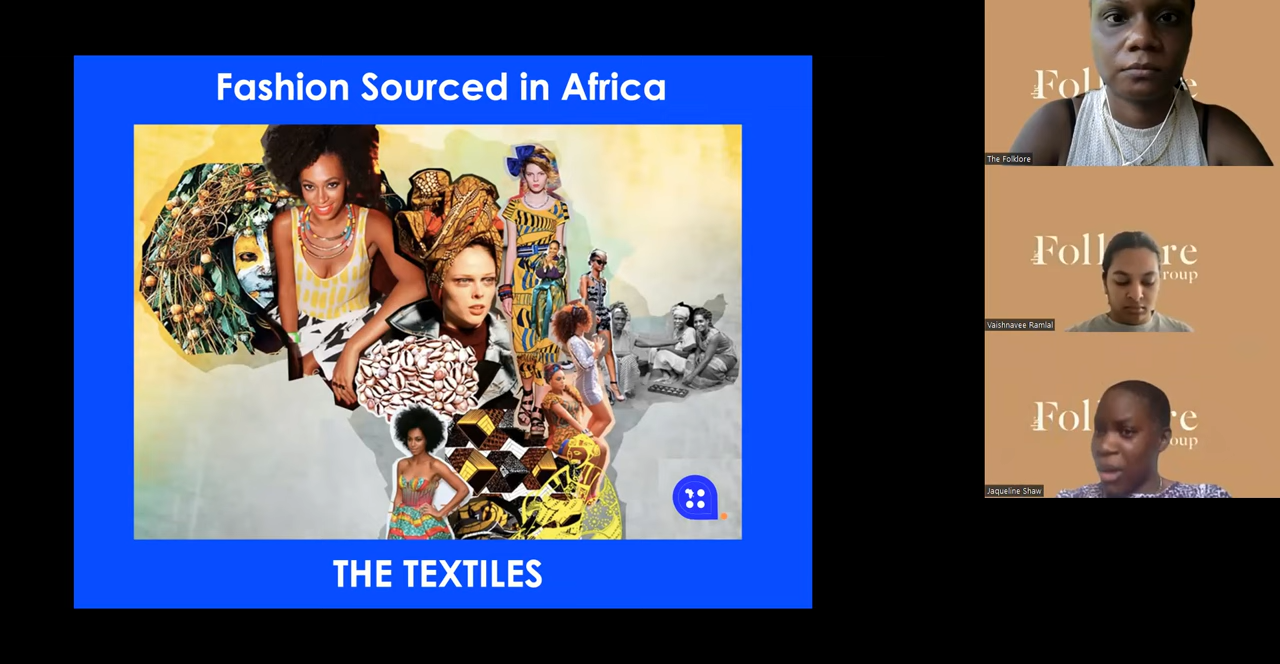 Fashion Sourced in Africa
THE TEXTILES
The Folklore
Vaishnavee Ramlal
Jaqueline Shaw